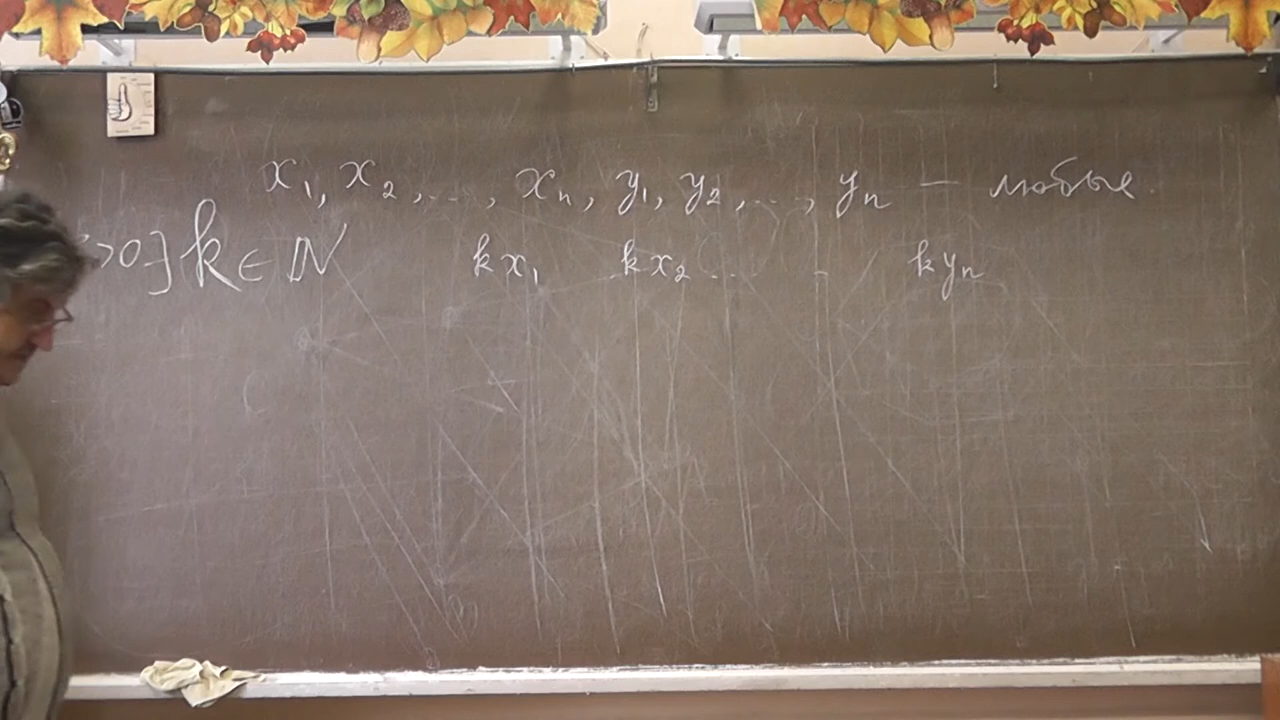 x₁, x₂, ..., xₙ, y₁, y₂, ..., yₙ — любые
>0] k ∈ ℕ kx₁ kx₂ ... kyₙ